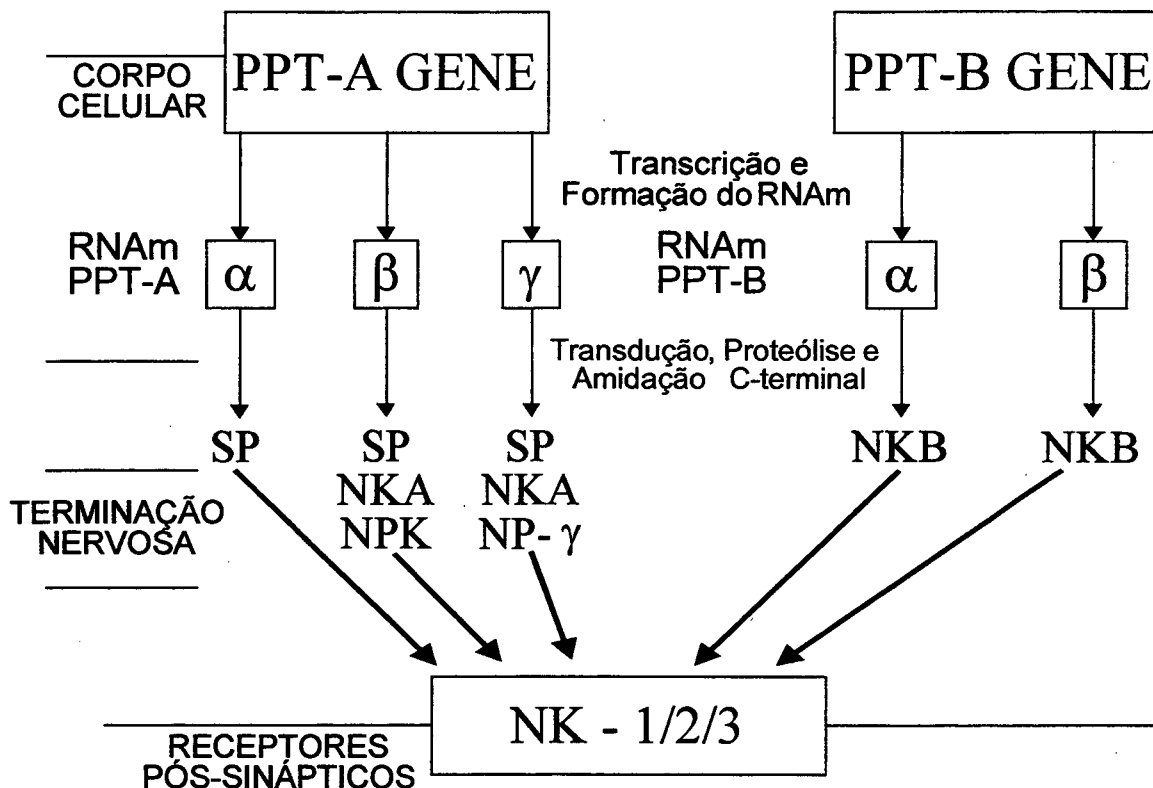 PPT-A GENE
PPT-B GENE
CORPO
CELULAR
Transcrição e
Formação do RNAm
RNAm
PPT-A
α
β
γ
RNAm
PPT-B
α
β
Transdução, Proteólise e
Amidação C-terminal
SP
SP
NKA
NPK
SP
NKA
NP- γ
NKB
NKB
TERMINAÇÃO
NERVOSA
NK - 1/2/3
RECEPTORES
PÓS-SINÁPTICOS